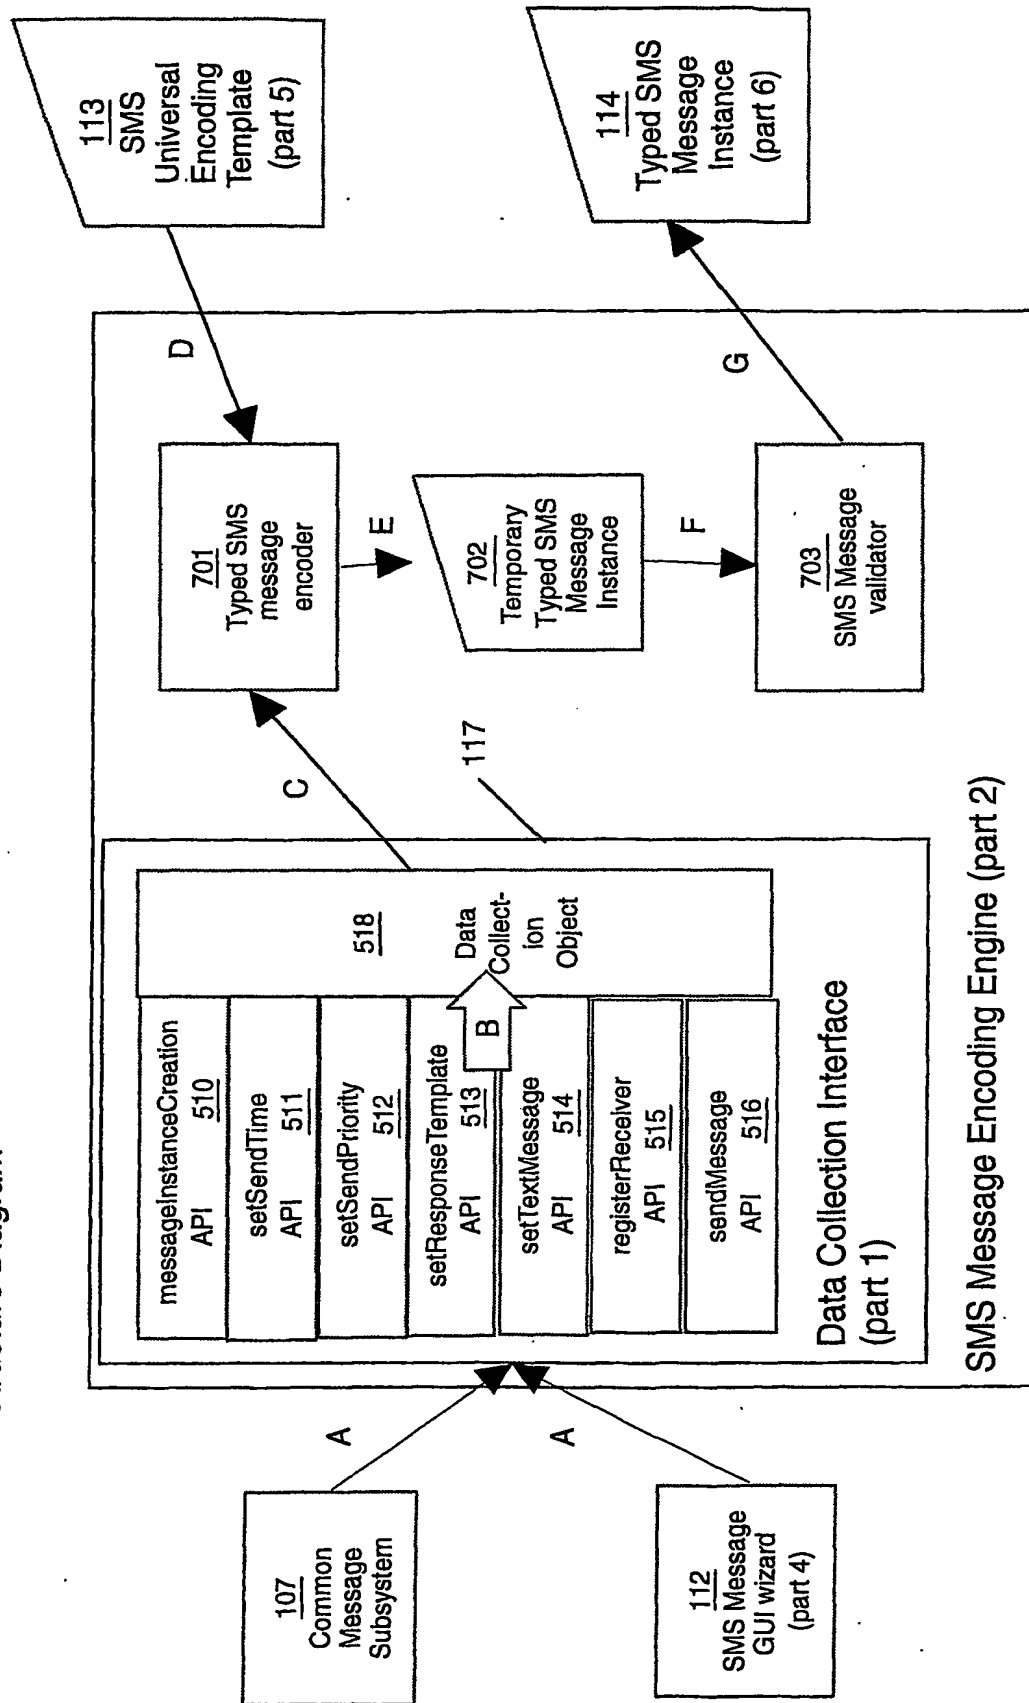 107
Common
Message
Subsystem
112
SMS Message
GUI wizard
(part 4)
A
A
messageInstanceCreation
API 510
setSendTime
API 511
setSendPriority
API 512
setResponseTemplate
API 513
setTextMessage
API 514
registerReceiver
API 515
sendMessage
API 516
B
518
Data
Collect-
ion
Object
Data Collection Interface
(part 1)
117
C
701
Typed SMS
message
encoder
D
E
702
Temporary
Typed SMS
Message
Instance
F
703
SMS Message
validator
G
SMS Message Encoding Engine (part 2)
113
SMS
Universal
Encoding
Template
(part 5)
114
Typed SMS
Message
Instance
(part 6)